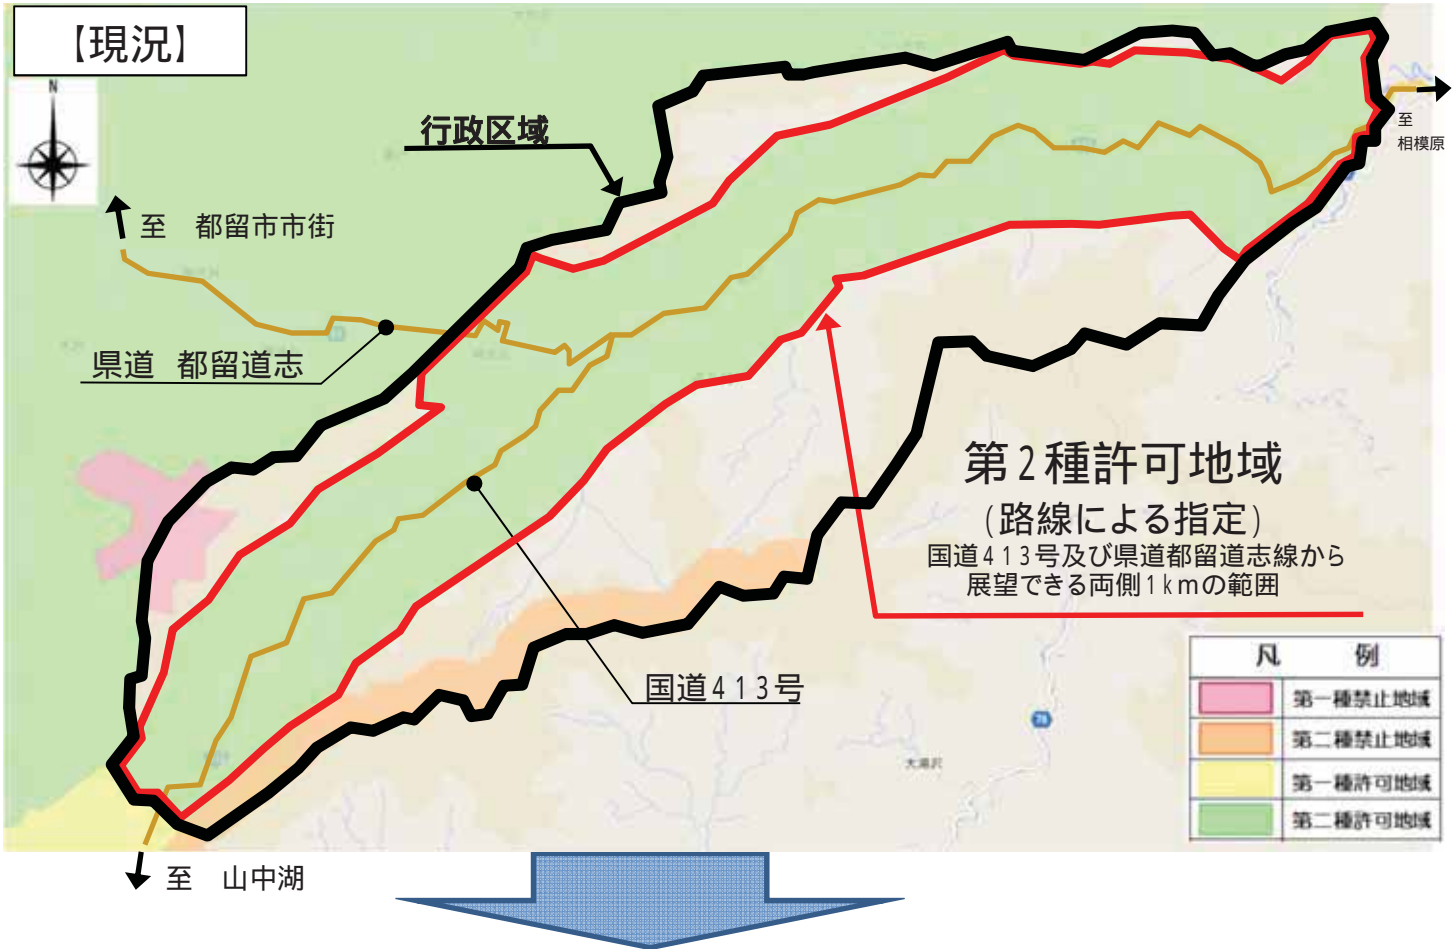 【現況】
N
行政区域
至
相模原
至　都留市市街
県道　都留道志
第2種許可地域
(路線による指定)
国道413号及び県道都留道志線から
展望できる両側1kmの範囲
国道413号
凡　例
第一種禁止地域
第二種禁止地域
第一種許可地域
第二種許可地域
76
大瀑沢
至　山中湖